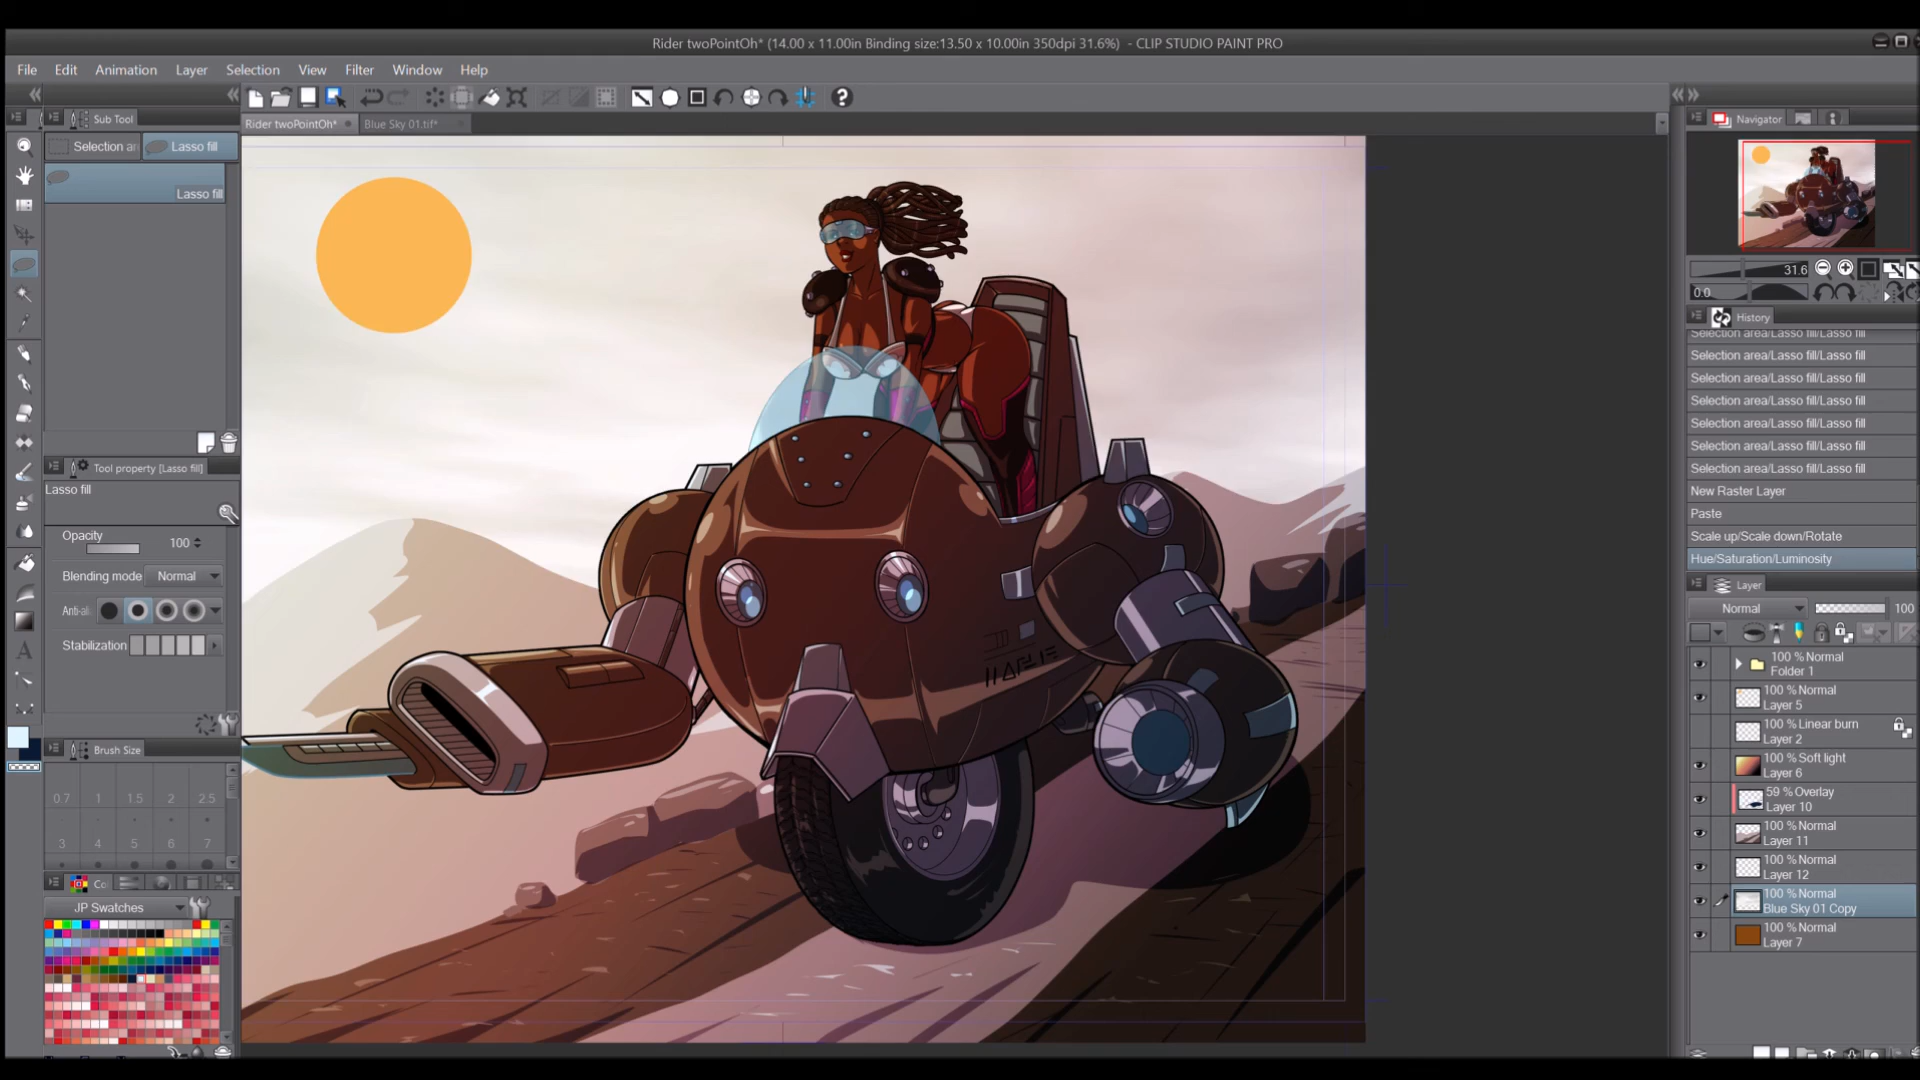 Rider twoPointOh* (14.00 x 11.00in Binding size:13.50 x 10.00in 350dpi 31.6%) - CLIP STUDIO PAINT PRO
File Edit Animation Layer Selection View Filter Window Help
Sub Tool
Rider twoPointOh* Blue Sky 01.tif*
Navigator
Selection ar Lasso fill
Lasso fill
31.6
0.0
History
Selection area/Lasso fill/Lasso fill
Selection area/Lasso fill/Lasso fill
Selection area/Lasso fill/Lasso fill
Selection area/Lasso fill/Lasso fill
Selection area/Lasso fill/Lasso fill
Selection area/Lasso fill/Lasso fill
Selection area/Lasso fill/Lasso fill
New Raster Layer
Paste
Scale up/Scale down/Rotate
Hue/Saturation/Luminosity
Tool property [Lasso fill]
Lasso fill
Opacity 100
Blending mode Normal
Anti-ali
Stabilization
Layer
Normal 100
100 % Normal
Folder 1
100 % Normal
Layer 5
100 % Linear burn
Layer 2
100 % Soft light
Layer 6
59 % Overlay
Layer 10
100 % Normal
Layer 11
100 % Normal
Layer 12
100 % Normal
Blue Sky 01 Copy
100 % Normal
Layer 7
Brush Size
0.7 1 1.5 2 2.5
3 4 5 6 7
Co
JP Swatches